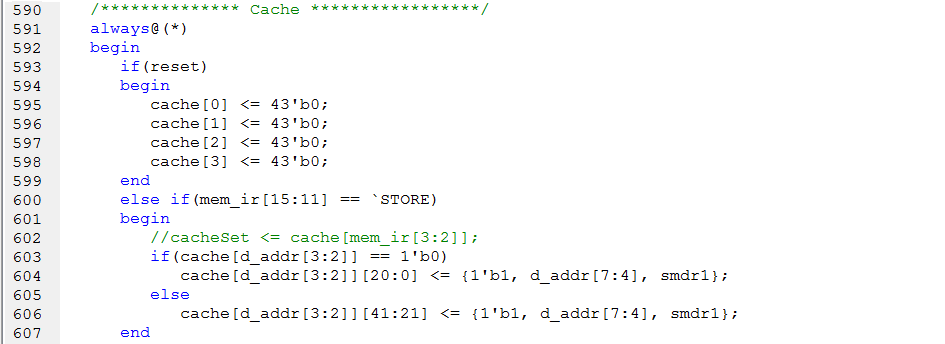 590 /************** Cache *****************/
591 always@(*)
592 begin
593 if(reset)
594 begin
595 cache[0] <= 43'b0;
596 cache[1] <= 43'b0;
597 cache[2] <= 43'b0;
598 cache[3] <= 43'b0;
599 end
600 else if(mem_ir[15:11] == `STORE)
601 begin
602 //cacheSet <= cache[mem_ir[3:2]];
603 if(cache[d_addr[3:2]] == 1'b0)
604 cache[d_addr[3:2]][20:0] <= {1'b1, d_addr[7:4], smdr1};
605 else
606 cache[d_addr[3:2]][41:21] <= {1'b1, d_addr[7:4], smdr1};
607 end